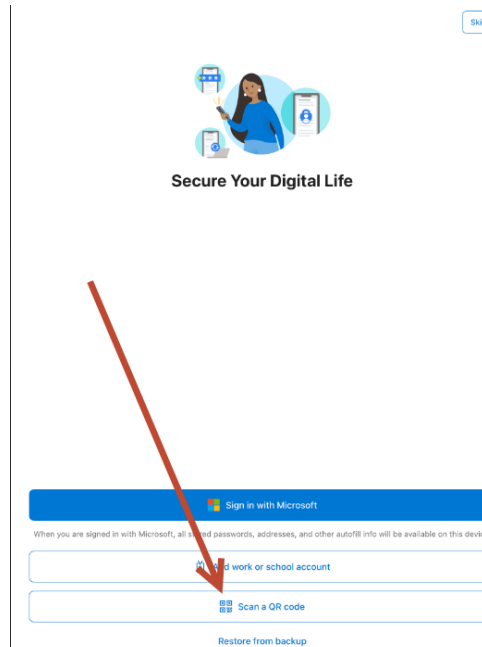 Ski
Secure Your Digital Life
Sign in with Microsoft
When you are signed in with Microsoft, all passwords, addresses, and other autofill info will be available on this devi
work or school account
Scan a QR code
Restore from backup